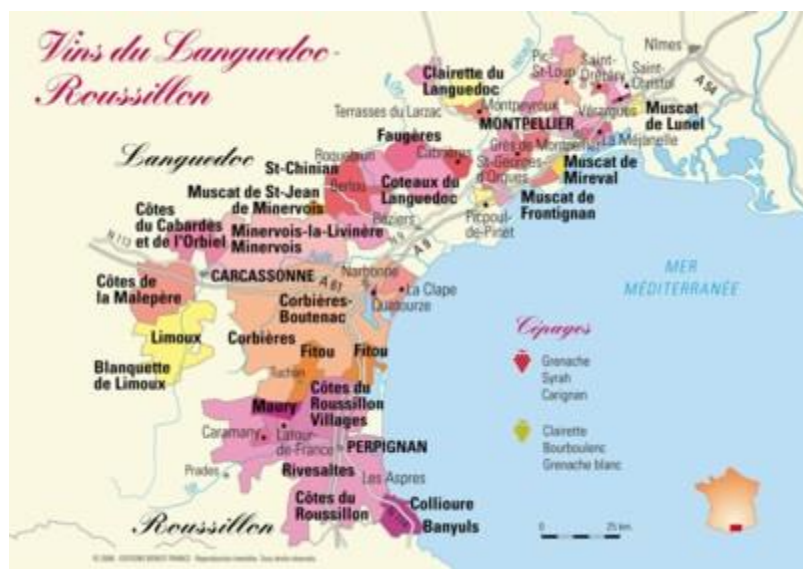 Vins du Languedoc-
Roussillon
Languedoc
Roussillon
Nîmes
A 54
Pic-
St-Loup
Saint-
Drézéry
Saint-
Christol
Vérargues
Muscat
de Lunel
Clairette du
Languedoc
Terrasses du Larzac
Montpeyroux
MONTPELLIER
Grés de Montpellier
La Méjanelle
St-Georges-
d'Orques
Muscat de
Mireval
Muscat de
Frontignan
Faugères
Cabrières
Roquebrun
St-Chinian
Berlou
Coteaux du
Languedoc
Muscat de St-Jean
de Minervois
Béziers
Picpoul-
de-Pinet
Côtes
du Cabardès
et de l'Orbiel
Minervois-la-Livinère
Minervois
N 113
N 9
A 9
CARCASSONNE
A 61
Narbonne
La Clape
Quatourze
Côtes de
la Malepère
Corbières-
Boutenac
Limoux
Corbières
Fitou
Fitou
Blanquette
de Limoux
Tuchan
Maury
Côtes du
Roussillon
Villages
Caramany
Latour-
de-France
PERPIGNAN
Prades
Rivesaltes
Les Aspres
Côtes du
Roussillon
Collioure
Banyuls
MER
MÉDITERRANÉE
Cépages
Grenache
Syrah
Carignan
Clairette
Bourboulenc
Grenache blanc
0 25 km